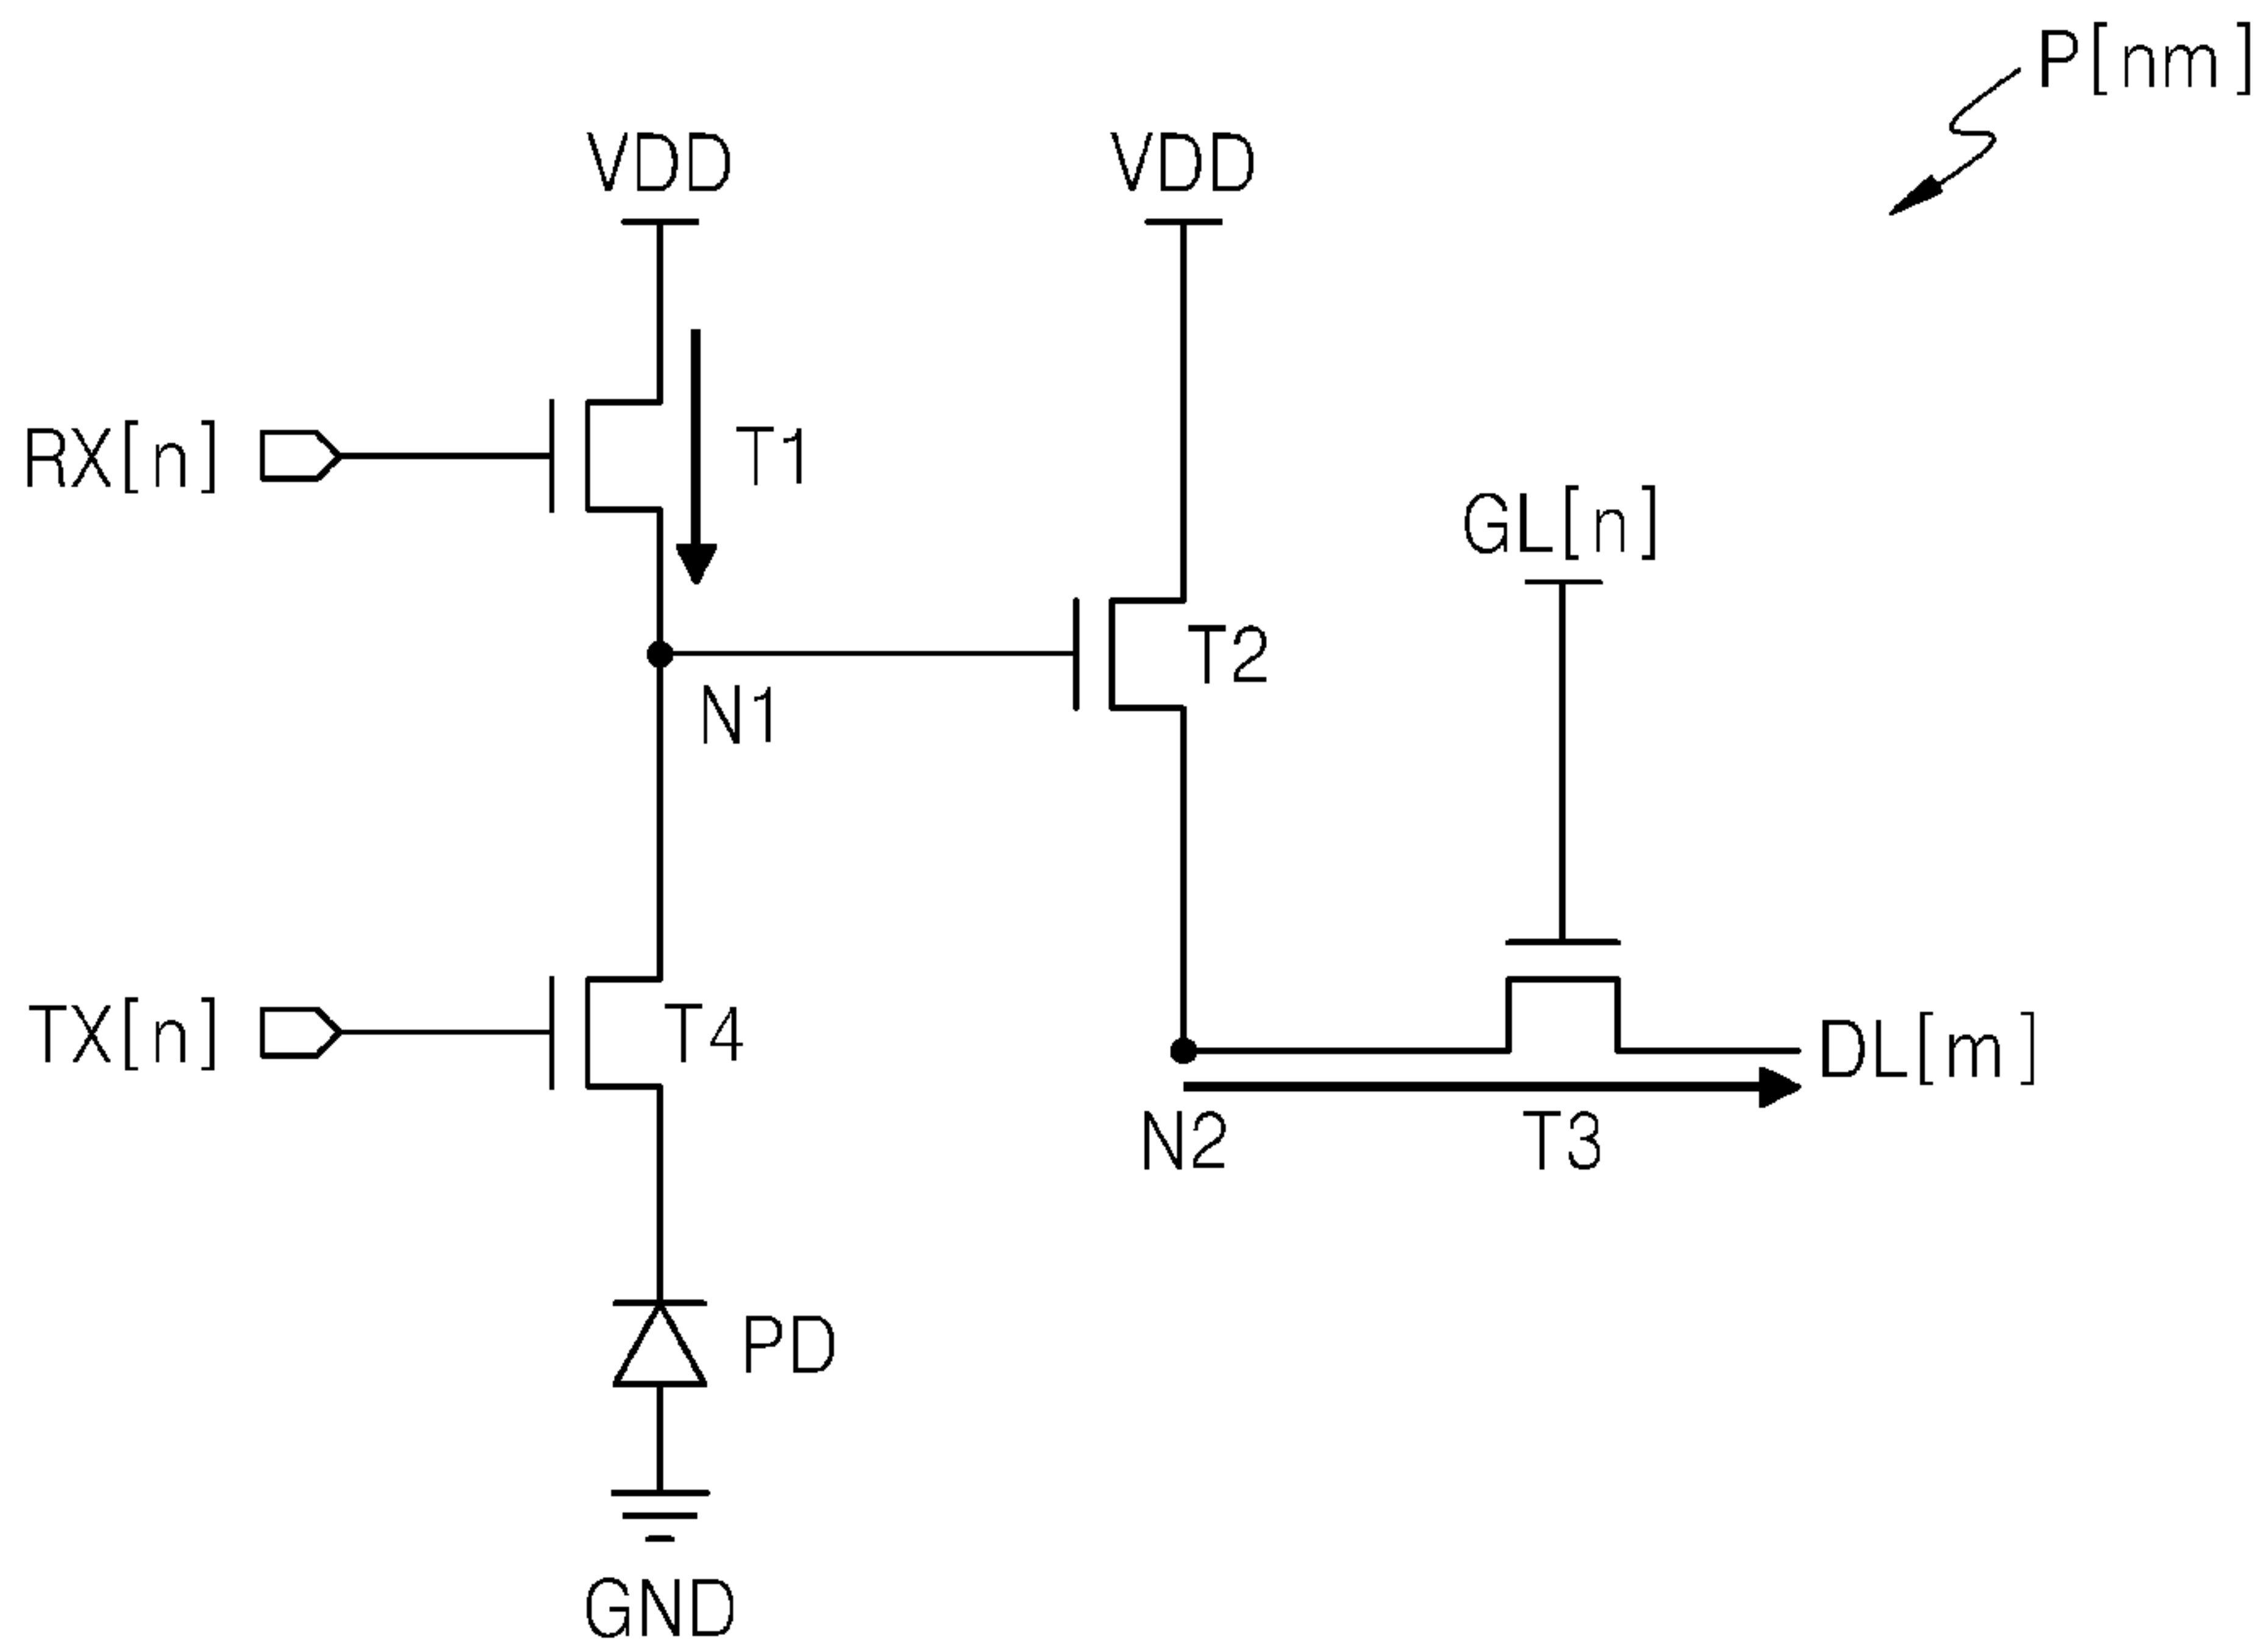 P[nm]
VDD
VDD
RX[n]
T1
GL[n]
T2
N1
TX[n]
T4
DL[m]
N2
T3
PD
GND